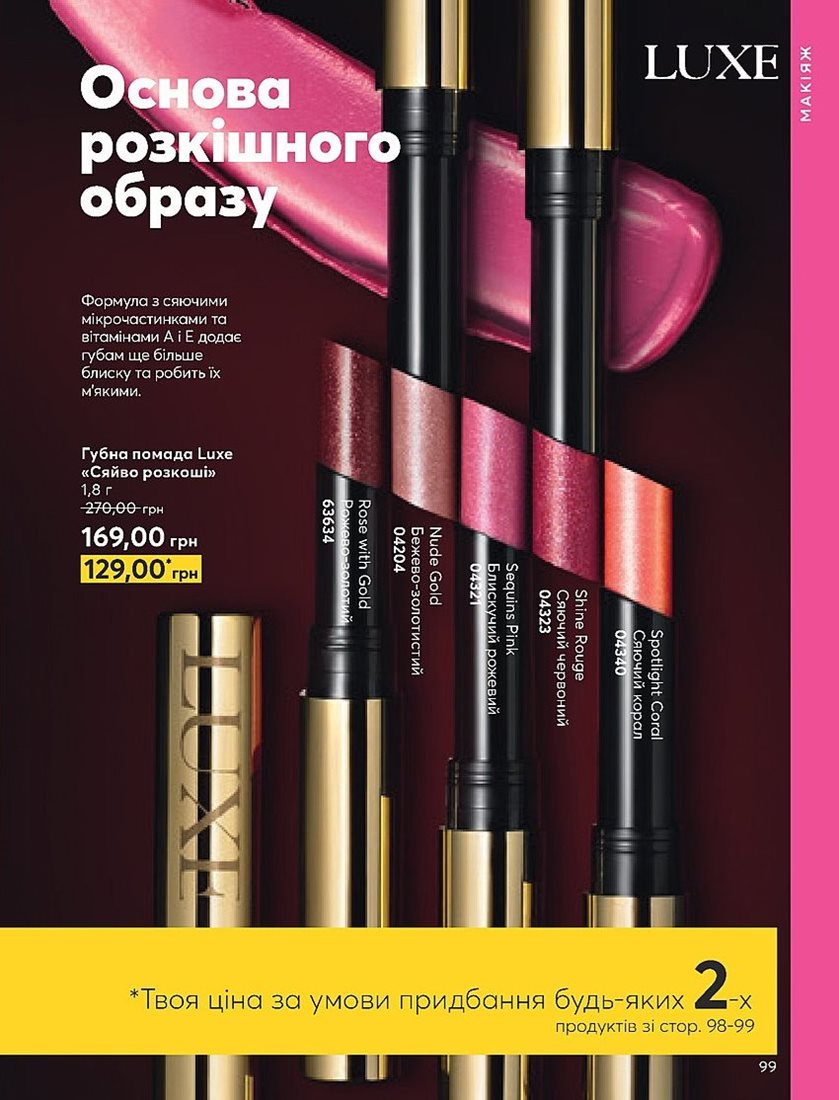 LUXE
МАКІЯЖ
Основа
розкішного
образу
Формула з сяючими
мікрочастинками та
вітамінами А і Е додає
губам ще більше
блиску та робить їх
м'якими.
Губна помада Luxe
«Сяйво розкоші»
1,8 г
270,00 грн
169,00 грн
129,00*грн
Rose with Gold
Рожево-золотий
63634
Nude Gold
Бежево-золотистий
04204
Sequins Pink
Блискучий рожевий
04321
Shine Rouge
Сяючий червоний
04323
Spotlight Coral
Сяючий корал
04340
LUXE
*Твоя ціна за умови придбання будь-яких 2-х
продуктів зі стор. 98-99
99